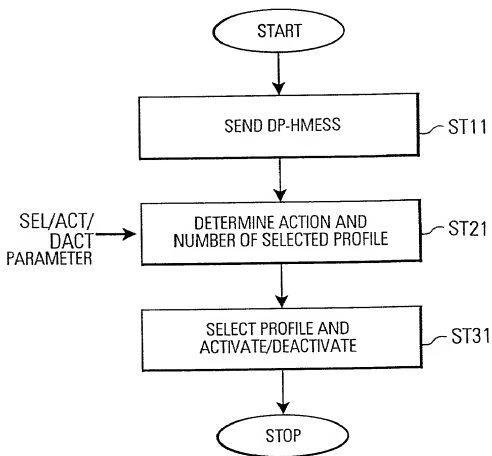 START
SEND DP-HMESS
ST11
SEL/ACT/
DACT
PARAMETER
DETERMINE ACTION AND
NUMBER OF SELECTED PROFILE
ST21
SELECT PROFILE AND
ACTIVATE/DEACTIVATE
ST31
STOP